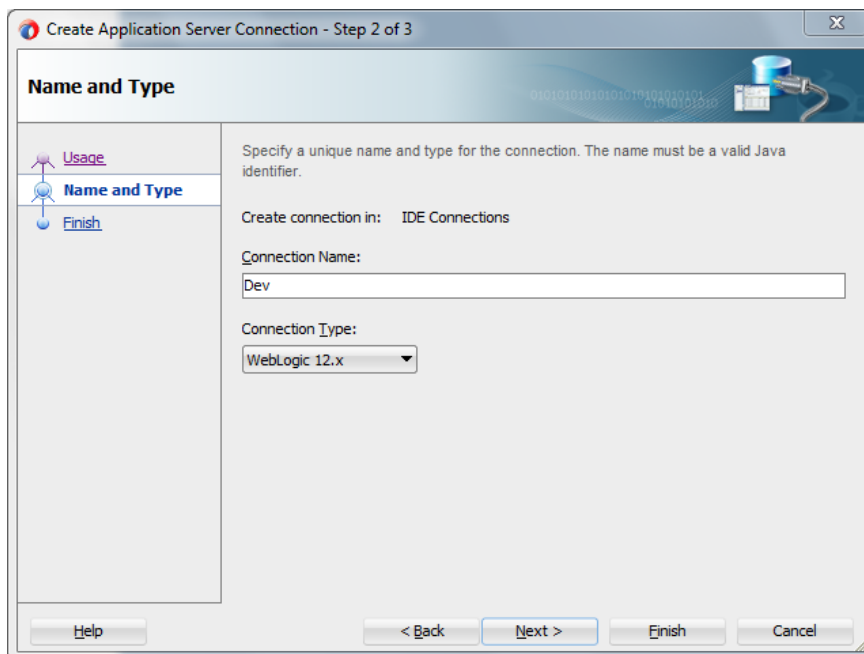 Create Application Server Connection - Step 2 of 3
Name and Type
Usage
Name and Type
Finish
Specify a unique name and type for the connection. The name must be a valid Java
identifier.
Create connection in: IDE Connections
Connection Name:
Dev
Connection Type:
WebLogic 12.x
Help
< Back
Next >
Finish
Cancel